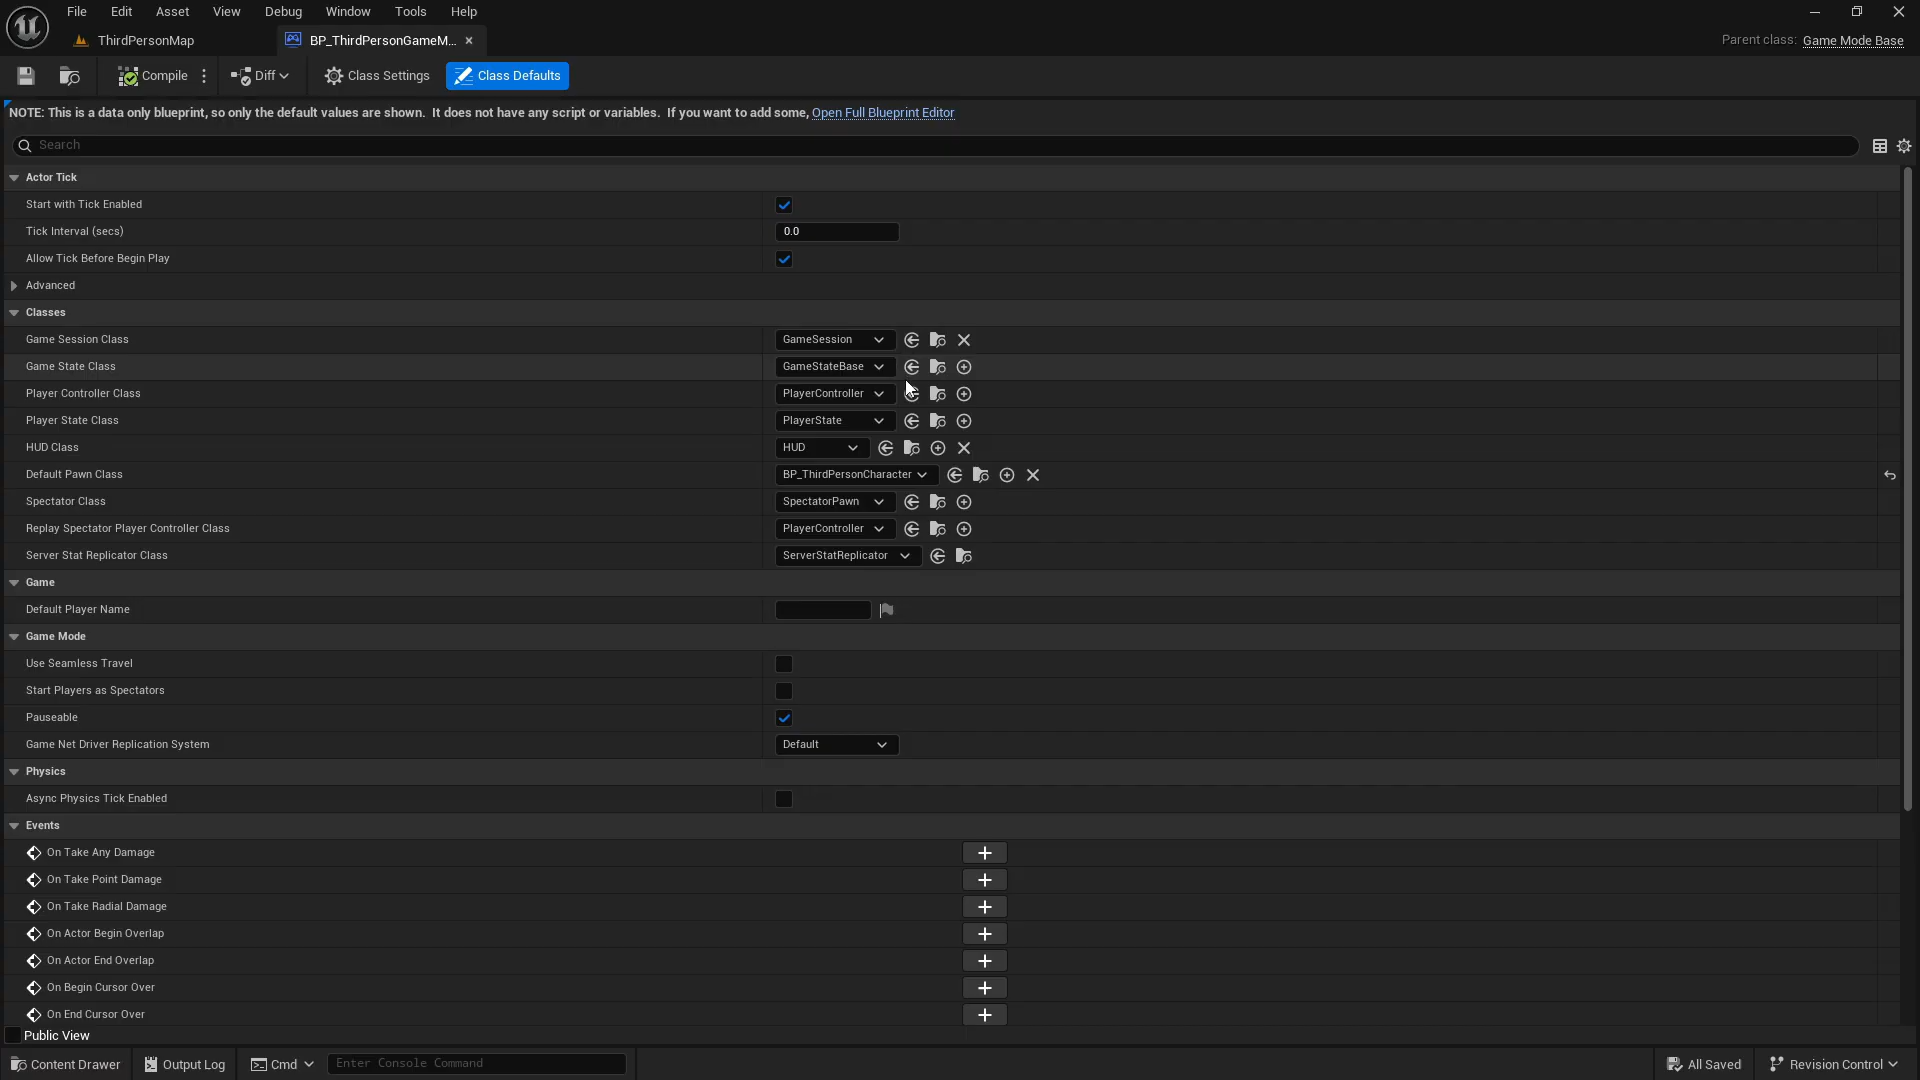 File Edit Asset View Debug Window Tools Help
ThirdPersonMap BP_ThirdPersonGameM... Parent class: Game Mode Base
Compile Diff Class Settings Class Defaults
NOTE: This is a data only blueprint, so only the default values are shown. It does not have any script or variables. If you want to add some, Open Full Blueprint Editor
Search
Actor Tick
Start with Tick Enabled
Tick Interval (secs) 0.0
Allow Tick Before Begin Play
Advanced
Classes
Game Session Class GameSession
Game State Class GameStateBase
Player Controller Class PlayerController
Player State Class PlayerState
HUD Class HUD
Default Pawn Class BP_ThirdPersonCharacter
Spectator Class SpectatorPawn
Replay Spectator Player Controller Class PlayerController
Server Stat Replicator Class ServerStatReplicator
Game
Default Player Name
Game Mode
Use Seamless Travel
Start Players as Spectators
Pauseable
Game Net Driver Replication System Default
Physics
Async Physics Tick Enabled
Events
On Take Any Damage
On Take Point Damage
On Take Radial Damage
On Actor Begin Overlap
On Actor End Overlap
On Begin Cursor Over
On End Cursor Over
Public View
Content Drawer Output Log Cmd Enter Console Command All Saved Revision Control